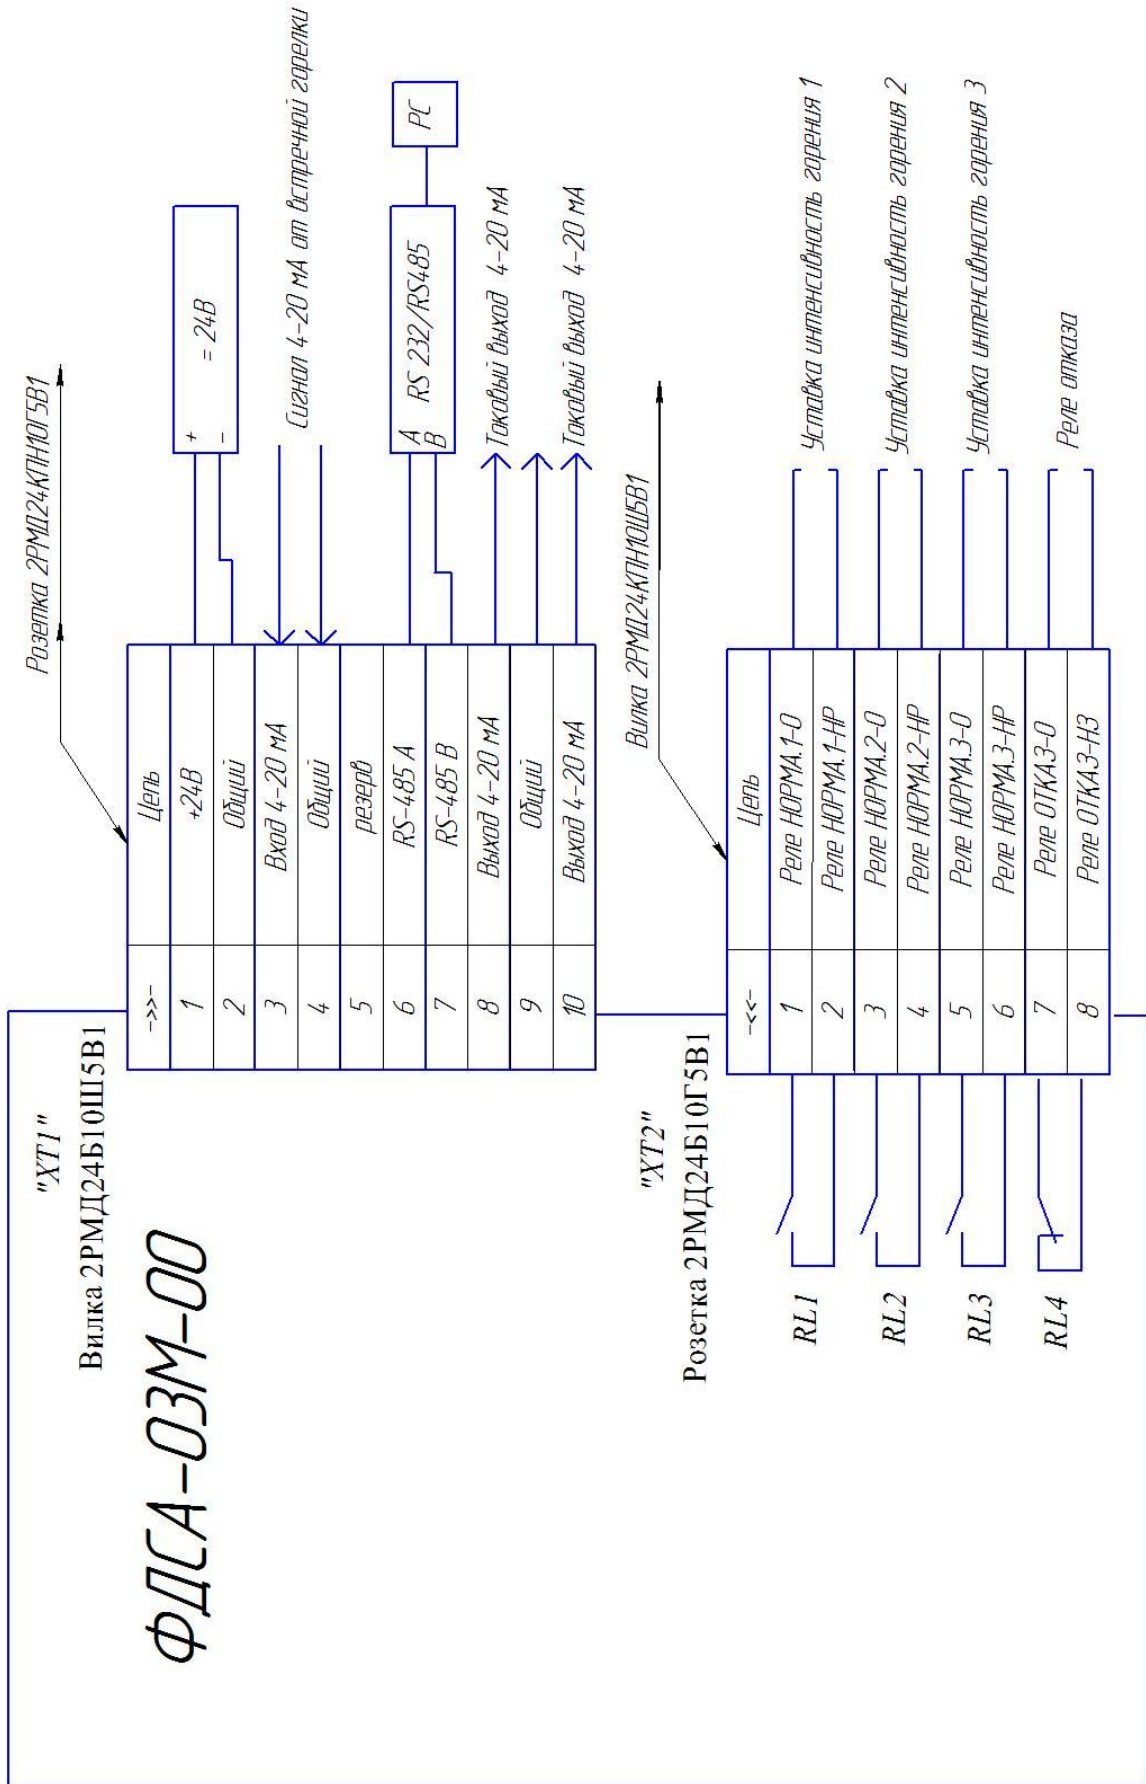 ФДСА-03М-00
"XT1"
Вилка 2РМД24Б10Ш5В1
Розетка 2РМД24КПН10Г5В1
->>- Цепь
1 +24В
2 Общий
3 Вход 4-20 мА
4 Общий
5 резерв
6 RS-485 A
7 RS-485 B
8 Выход 4-20 мА
9 Общий
10 Выход 4-20 мА
+
-
= 24В
Сигнал 4-20 мА от встречной горелки
A
B
RS 232/RS485
PC
Токовый выход 4-20 мА
Токовый выход 4-20 мА
"XT2"
Розетка 2РМД24Б10Г5В1
Вилка 2РМД24КПН10Ш5В1
-<<- Цепь
1 Реле НОРМА.1-О
2 Реле НОРМА.1-НР
3 Реле НОРМА.2-О
4 Реле НОРМА.2-НР
5 Реле НОРМА.3-О
6 Реле НОРМА.3-НР
7 Реле ОТКАЗ-О
8 Реле ОТКАЗ-НЗ
RL1
RL2
RL3
RL4
Уставка интенсивность горения 1
Уставка интенсивность горения 2
Уставка интенсивность горения 3
Реле отказа